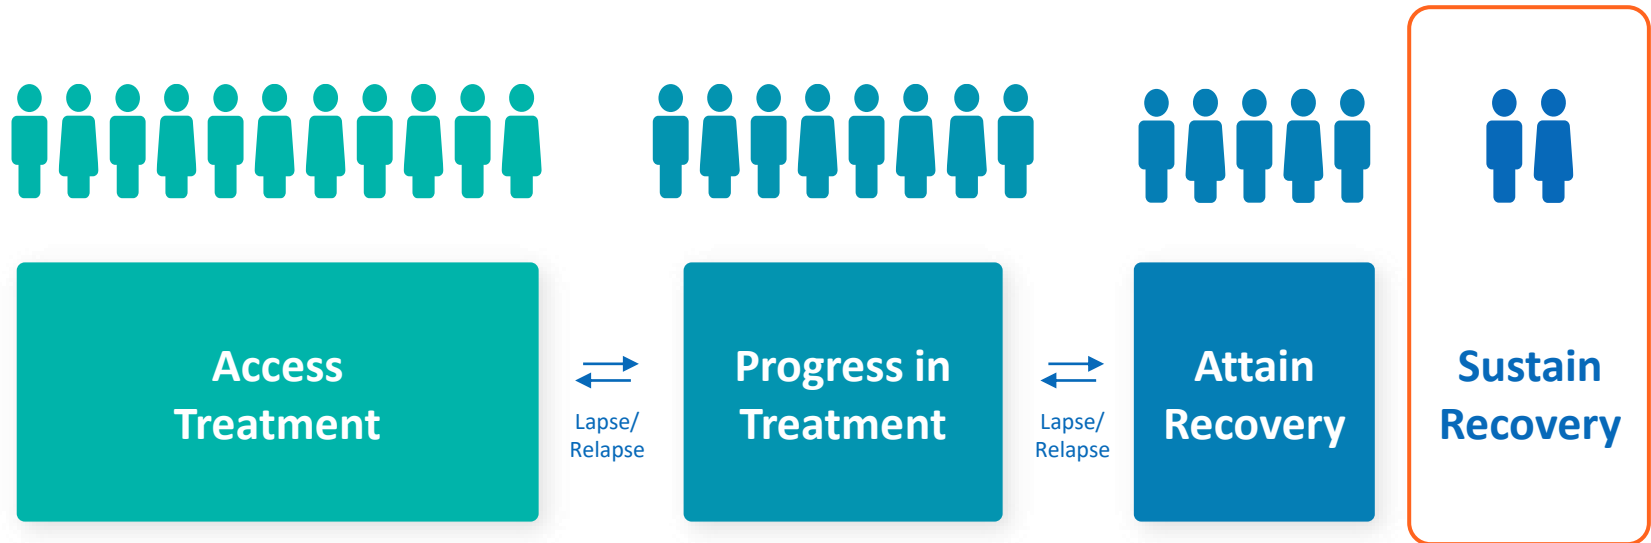 Access
Treatment
Lapse/
Relapse
Progress in
Treatment
Lapse/
Relapse
Attain
Recovery
Sustain
Recovery